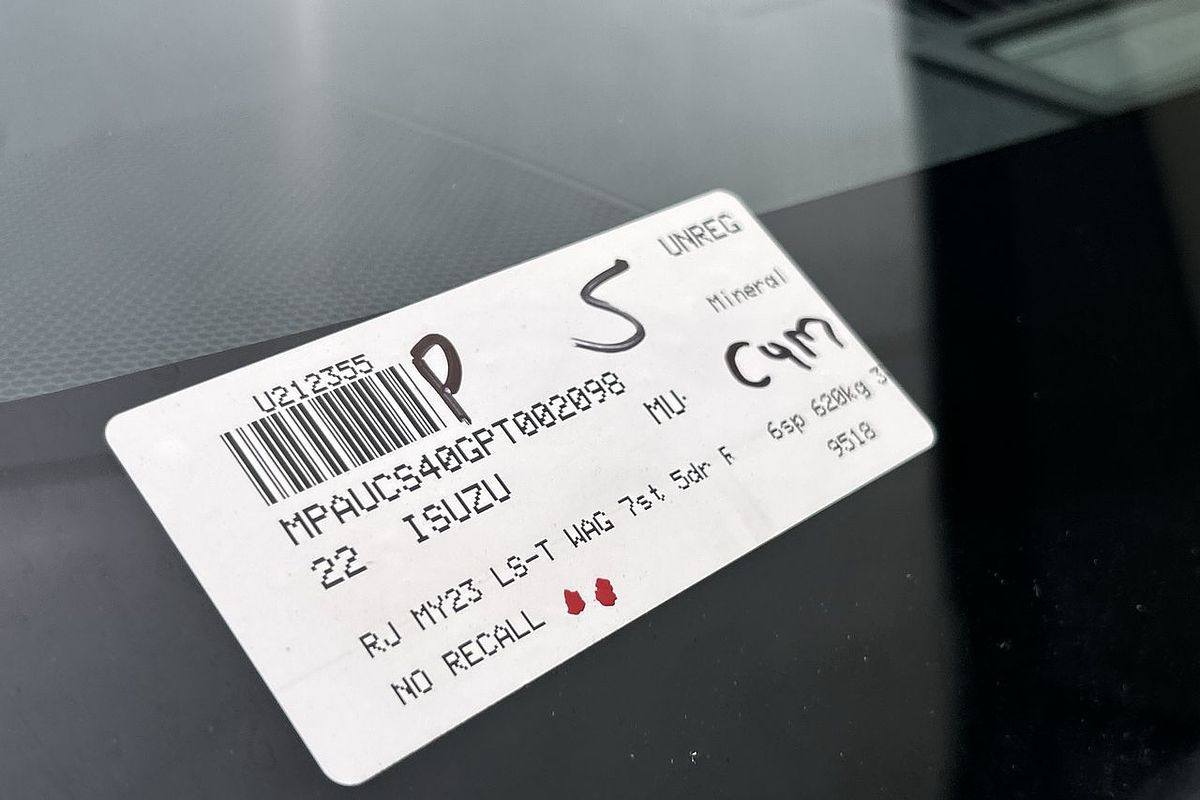 UNREG
S
Mineral
U212355
P
Cqm
MPAUCS40GPT002098
22 ISUZU MU-
RJ MY23 LS-T WAG 7st 5dr R 6sp 620kg 3
NO RECALL 9518